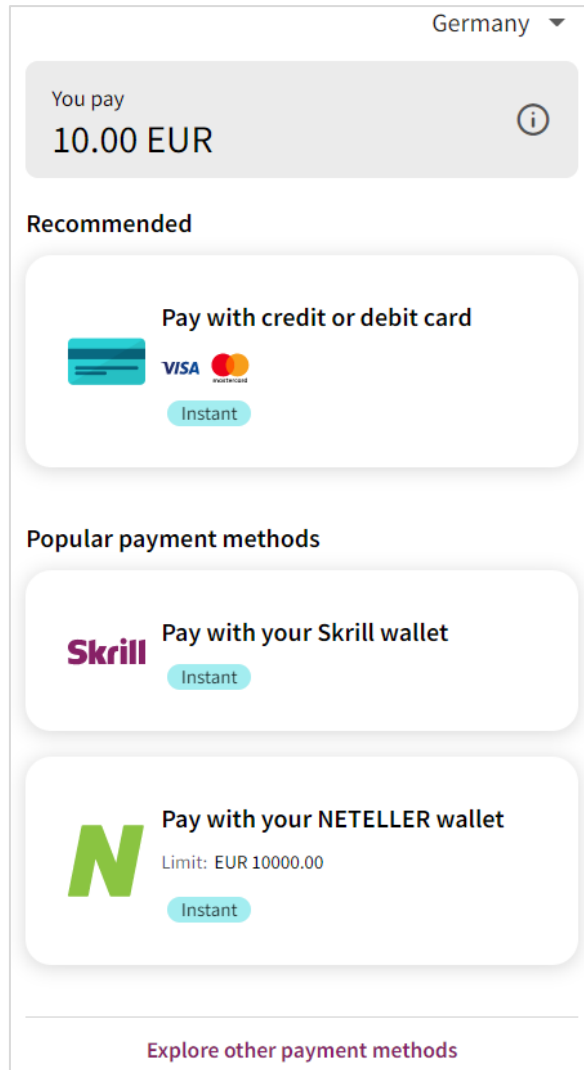 Germany
You pay
10.00 EUR
Recommended
Pay with credit or debit card
VISA mastercard
Instant
Popular payment methods
Skrill
Pay with your Skrill wallet
Instant
N
Pay with your NETELLER wallet
Limit: EUR 10000.00
Instant
Explore other payment methods